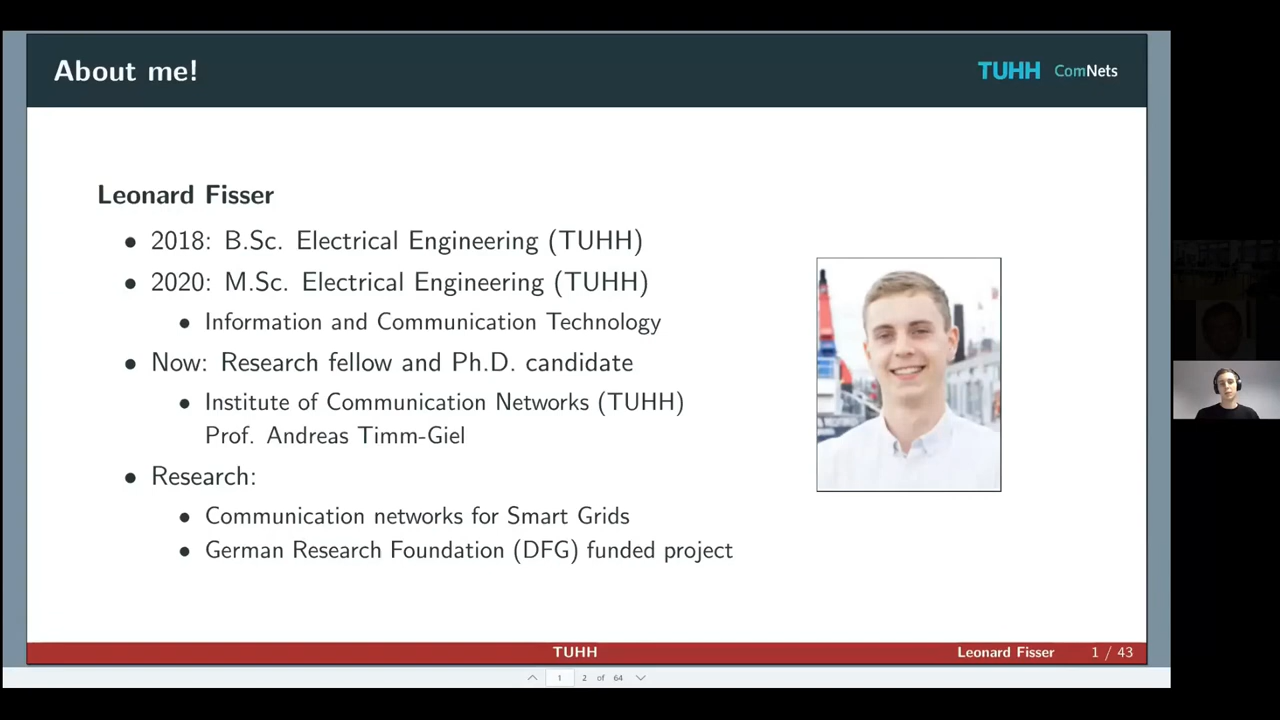 About me!
TUHH ComNets
Leonard Fisser
• 2018: B.Sc. Electrical Engineering (TUHH)
• 2020: M.Sc. Electrical Engineering (TUHH)
• Information and Communication Technology
• Now: Research fellow and Ph.D. candidate
• Institute of Communication Networks (TUHH)
Prof. Andreas Timm-Giel
• Research:
• Communication networks for Smart Grids
• German Research Foundation (DFG) funded project
TUHH Leonard Fisser 1 / 43
1 2 of 64